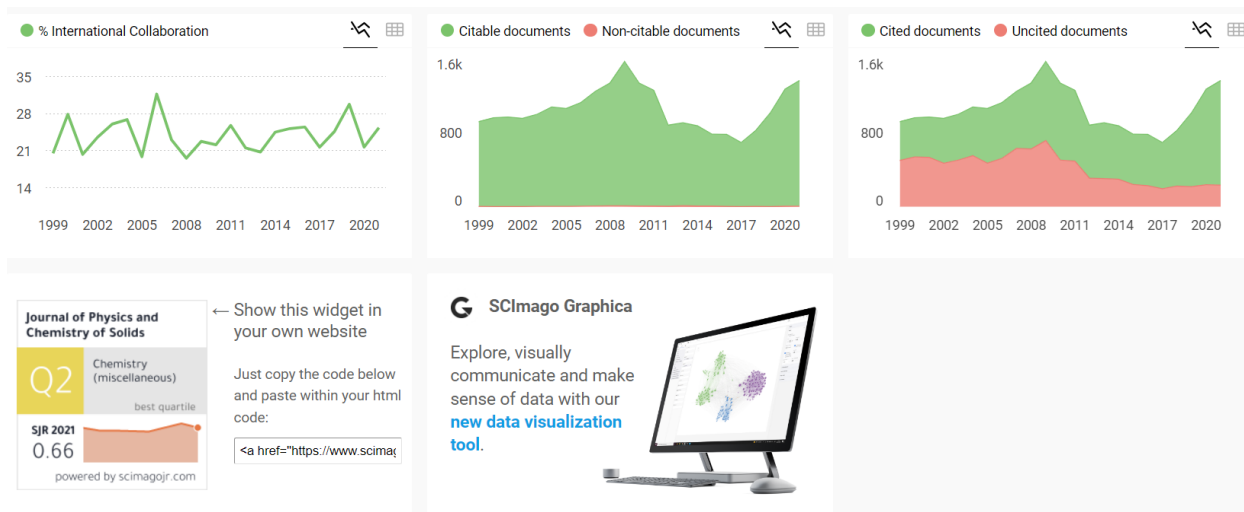 % International Collaboration
35
28
21
14
1999 2002 2005 2008 2011 2014 2017 2020
Citable documents Non-citable documents
1.6k
800
0
1999 2002 2005 2008 2011 2014 2017 2020
Cited documents Uncited documents
1.6k
800
0
1999 2002 2005 2008 2011 2014 2017 2020
Journal of Physics and
Chemistry of Solids
Q2
Chemistry
(miscellaneous)
best quartile
SJR 2021
0.66
powered by scimagojr.com
← Show this widget in
your own website
Just copy the code below
and paste within your html
code:
<a href="https://www.scimag
SCImago Graphica
Explore, visually
communicate and make
sense of data with our
new data visualization
tool.